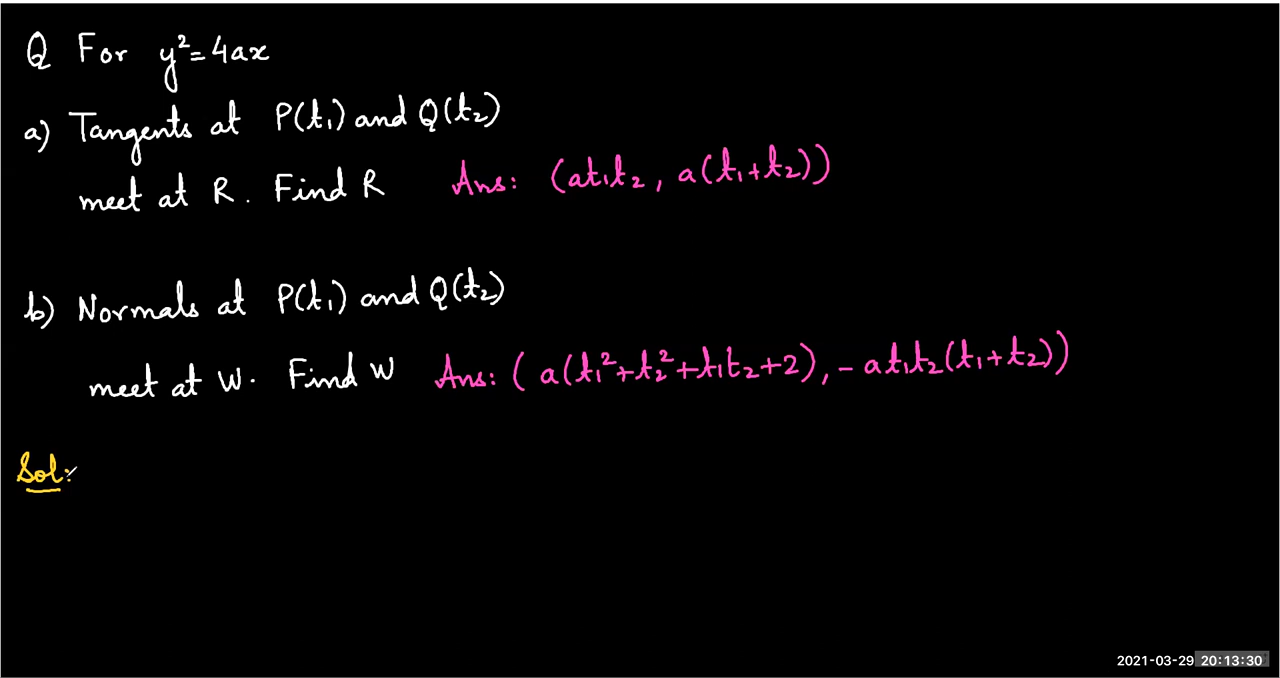 Q For y²=4ax
a) Tangents at P(t₁) and Q(t₂)
meet at R. Find R Ans: (at₁t₂, a(t₁+t₂))
b) Normals at P(t₁) and Q(t₂)
meet at W. Find W Ans: (a(t₁²+t₂²+t₁t₂+2), -at₁t₂(t₁+t₂))
Sol:
2021-03-29 20:13:30